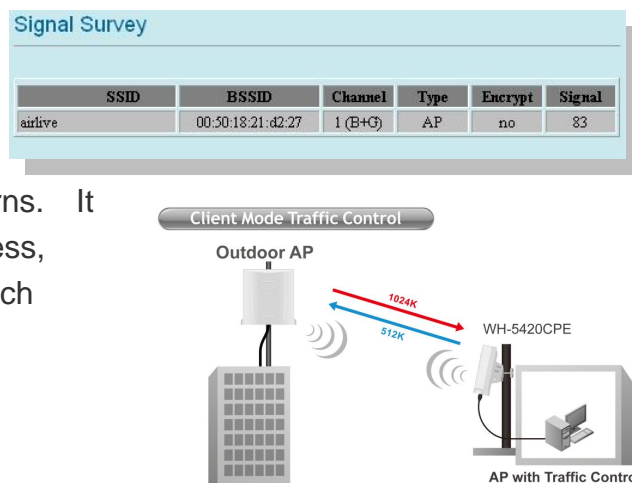 Signal Survey
SSID BSSID Channel Type Encrypt Signal
airlive 00:50:18:21:d2:27 1 (B+G) AP no 83
rns. It
ess,
ch
Client Mode Traffic Control
Outdoor AP
1024K
512K
WH-5420CPE
AP with Traffic Contro